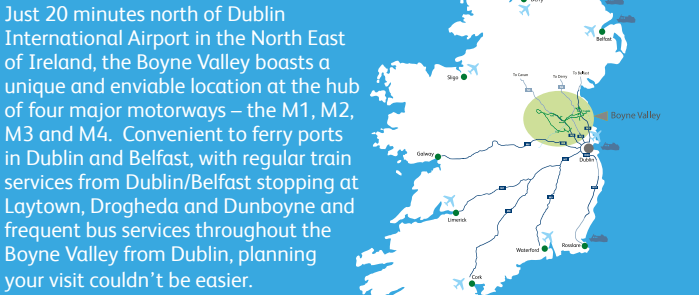 Just 20 minutes north of Dublin
International Airport in the North East
of Ireland, the Boyne Valley boasts a
unique and enviable location at the hub
of four major motorways – the M1, M2,
M3 and M4. Convenient to ferry ports
in Dublin and Belfast, with regular train
services from Dublin/Belfast stopping at
Laytown, Drogheda and Dunboyne and
frequent bus services throughout the
Boyne Valley from Dublin, planning
your visit couldn't be easier.
Derry
Belfast
Sligo
To Cavan
To Derry
To Belfast
Boyne Valley
Galway
Dublin
Limerick
Waterford
Rosslare
Cork